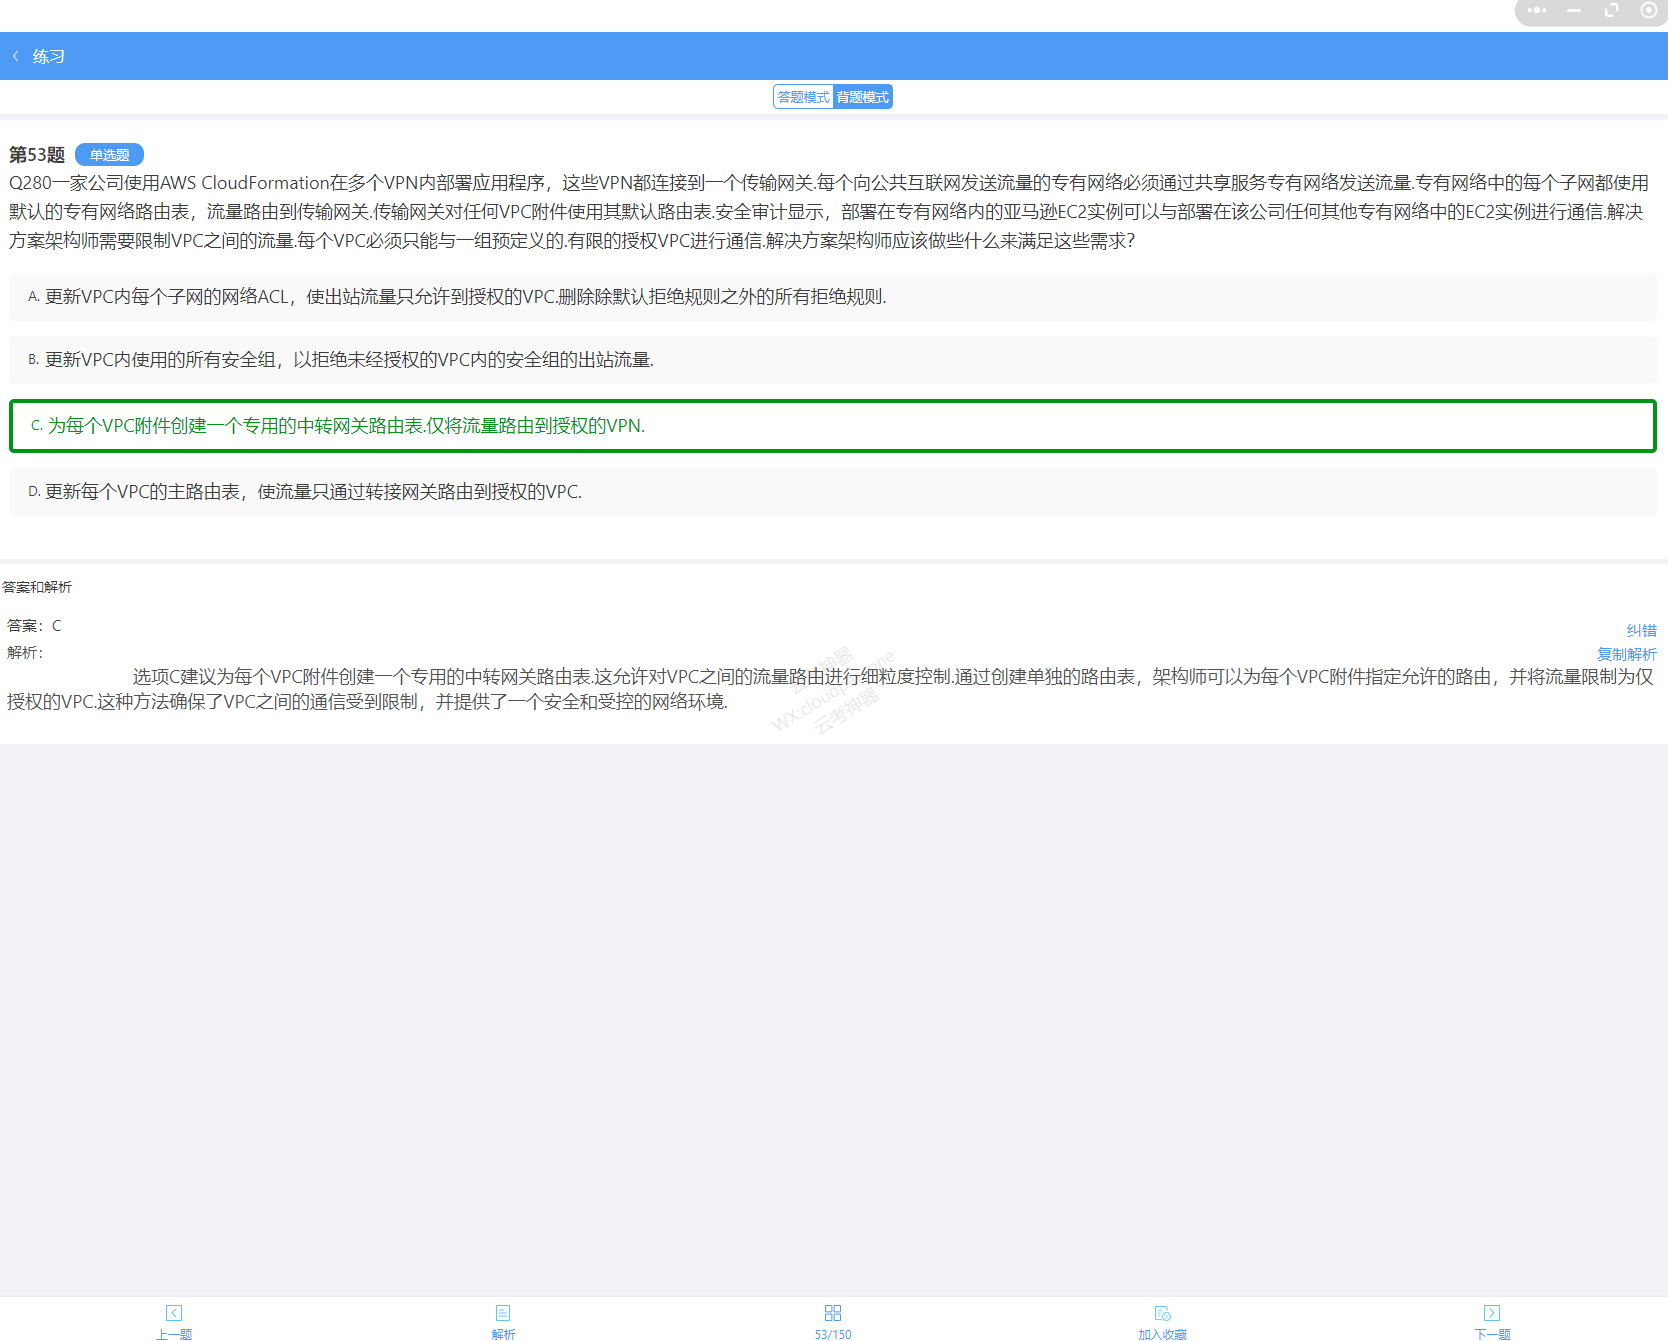 练习
答题模式 背题模式
第53题 单选题
Q280一家公司使用AWS CloudFormation在多个VPN内部署应用程序，这些VPN都连接到一个传输网关.每个向公共互联网发送流量的专有网络必须通过共享服务专有网络发送流量.专有网络中的每个子网都使用
默认的专有网络路由表，流量路由到传输网关.传输网关对任何VPC附件使用其默认路由表.安全审计显示，部署在专有网络内的亚马逊EC2实例可以与部署在该公司任何其他专有网络中的EC2实例进行通信.解决
方案架构师需要限制VPC之间的流量.每个VPC必须只能与一组预定义的.有限的授权VPC进行通信.解决方案架构师应该做些什么来满足这些需求?
A. 更新VPC内每个子网的网络ACL，使出站流量只允许到授权的VPC.删除除默认拒绝规则之外的所有拒绝规则.
B. 更新VPC内使用的所有安全组，以拒绝未经授权的VPC内的安全组的出站流量.
C. 为每个VPC附件创建一个专用的中转网关路由表.仅将流量路由到授权的VPN.
D. 更新每个VPC的主路由表，使流量只通过转接网关路由到授权的VPC.
答案和解析
答案：C
纠错
解析：
复制解析
选项C建议为每个VPC附件创建一个专用的中转网关路由表.这允许对VPC之间的流量路由进行细粒度控制.通过创建单独的路由表，架构师可以为每个VPC附件指定允许的路由，并将流量限制为仅
授权的VPC.这种方法确保了VPC之间的通信受到限制，并提供了一个安全和受控的网络环境.
云考神器
上一题 解析 53/150 加入收藏 下一题